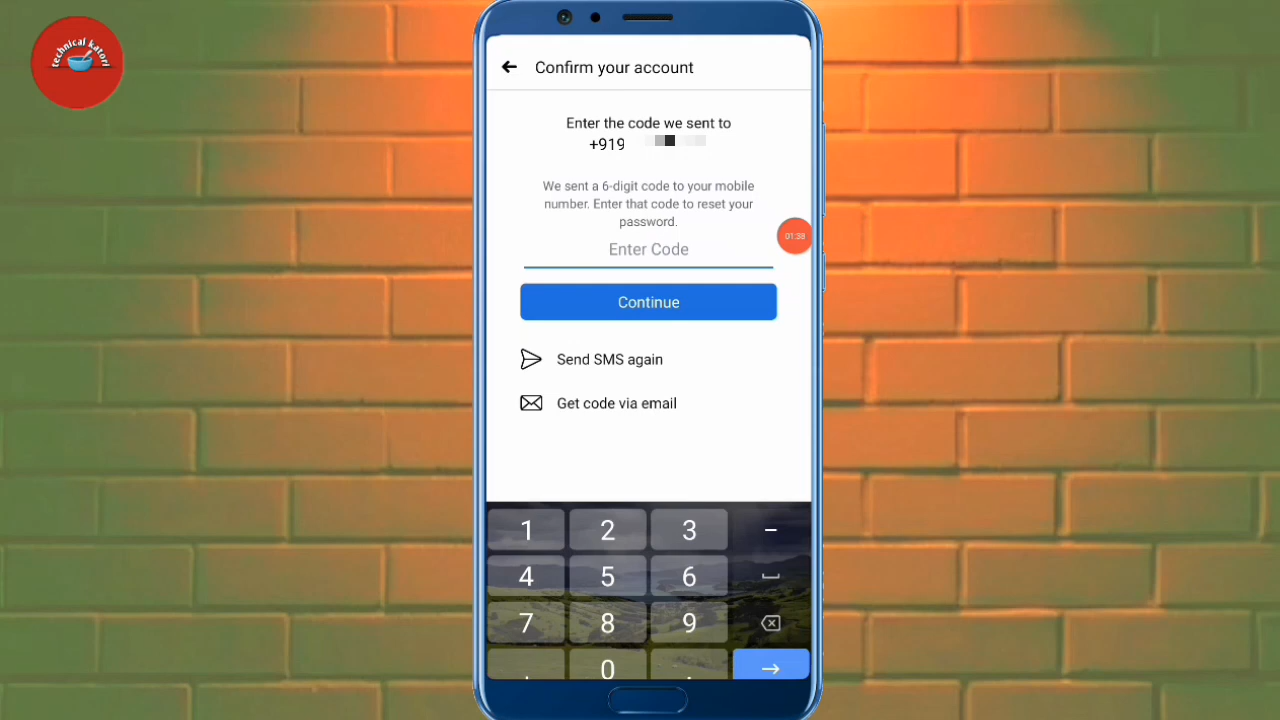 technical katori
Confirm your account
Enter the code we sent to
+919
We sent a 6-digit code to your mobile
number. Enter that code to reset your
password.
01:38
Enter Code
Continue
Send SMS again
Get code via email
1 2 3 -
4 5 6
7 8 9
, 0 .